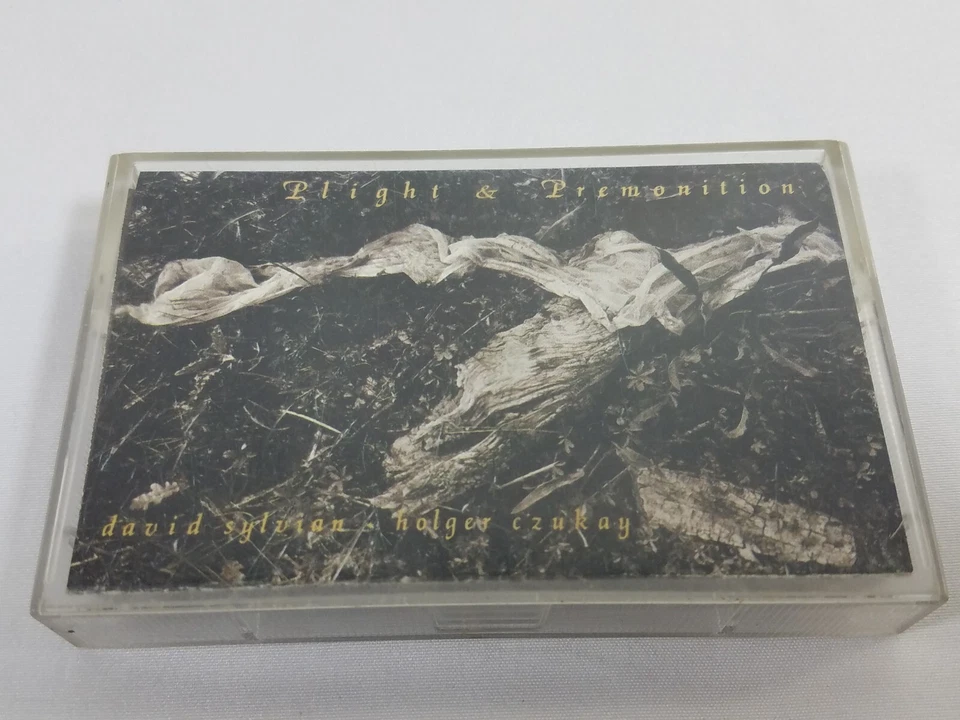 Plight & Premonition
david sylvian - holger czukay